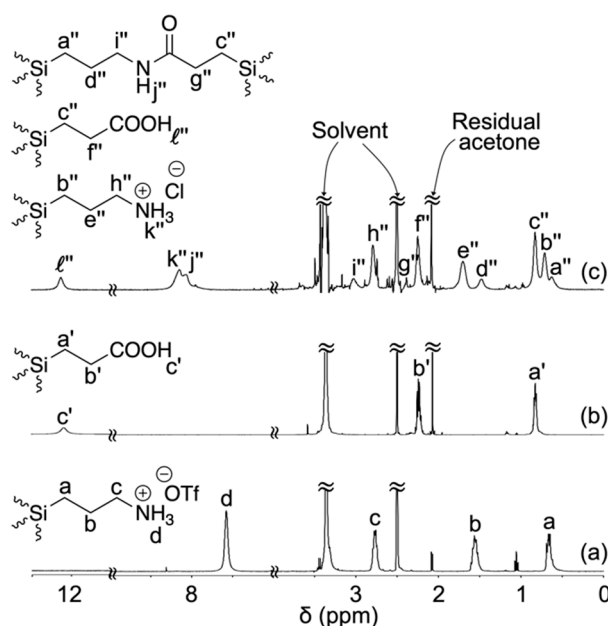 a'' i'' O c''
Si N Si
d'' H j'' g''
c''
Si COOH ℓ''
f''
b'' h'' ⊕ ⊖
Si NH3 Cl
e'' k''
Solvent Residual
acetone
ℓ'' k'' j'' i'' h'' g'' f'' e'' d'' c'' b'' a''
(c)
a'
Si COOH
b' c'
c' b' a'
(b)
a c ⊕ ⊖
Si NH3 OTf
b d
d c b a
(a)
12 8 3 2 1 0
δ (ppm)